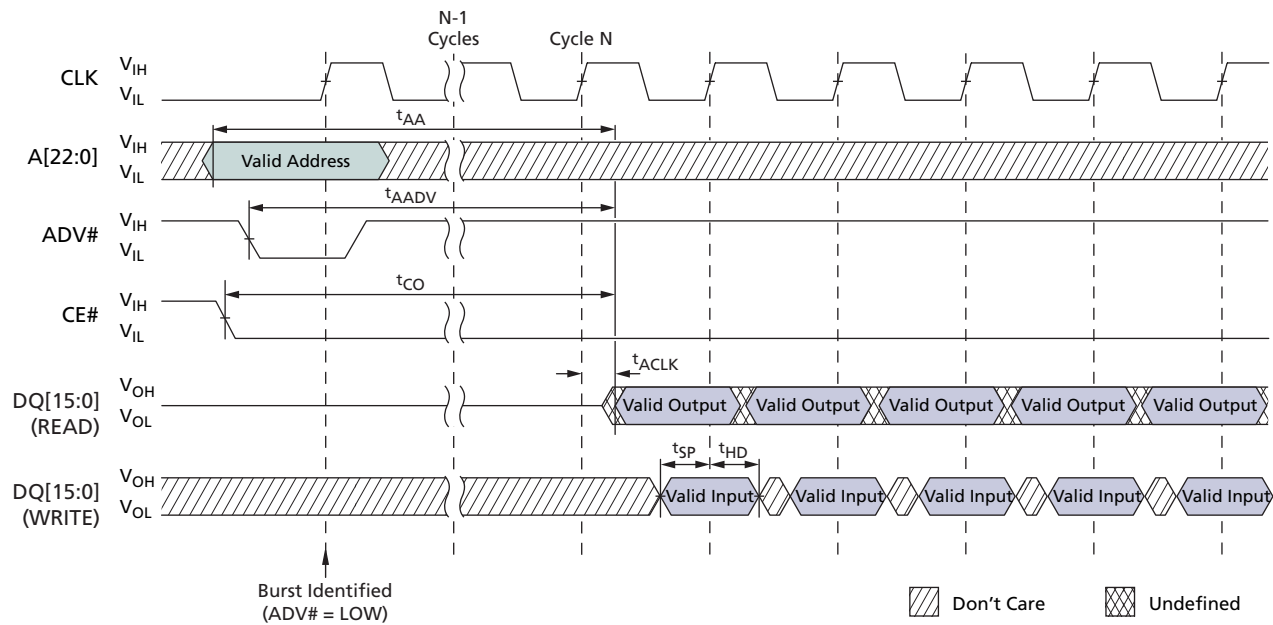 N-1
Cycles
Cycle N
CLK
VIH
VIL
tAA
A[22:0]
VIH
VIL
Valid Address
tAADV
ADV#
VIH
VIL
tCO
CE#
VIH
VIL
tACLK
DQ[15:0]
(READ)
VOH
VOL
Valid Output Valid Output Valid Output Valid Output Valid Output
tSP tHD
DQ[15:0]
(WRITE)
VOH
VOL
Valid Input Valid Input Valid Input Valid Input Valid Input
Burst Identified
(ADV# = LOW)
Don't Care Undefined